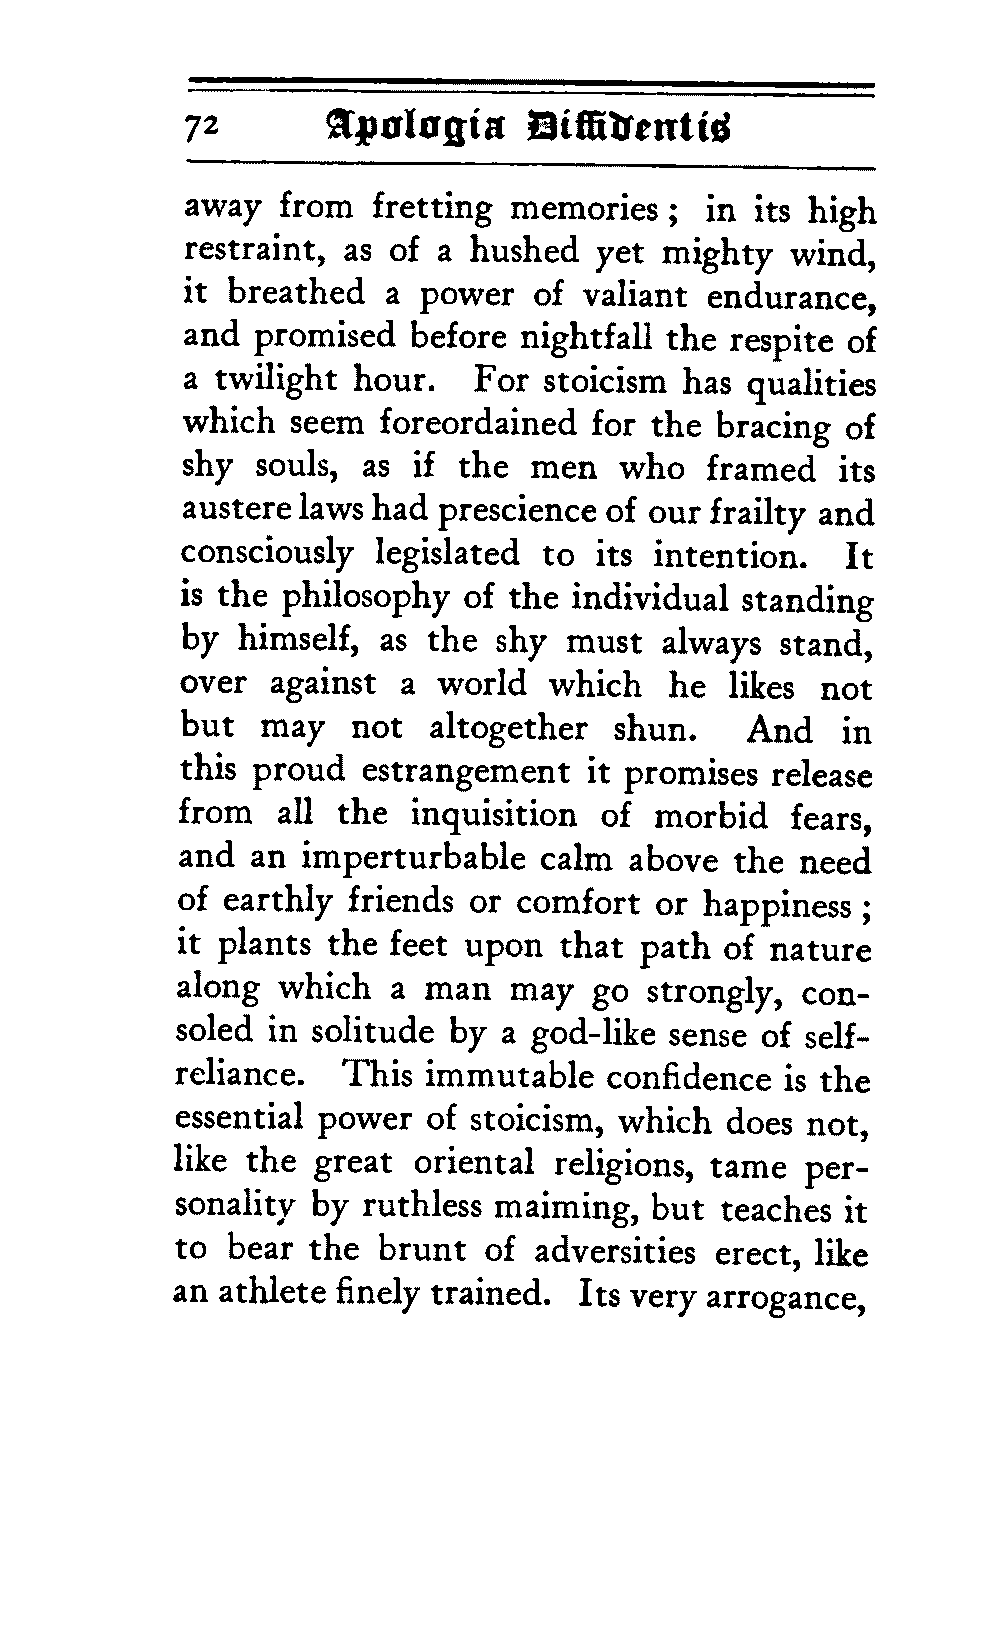 72 Apologia Diffidentis
away from fretting memories ; in its high
restraint, as of a hushed yet mighty wind,
it breathed a power of valiant endurance,
and promised before nightfall the respite of
a twilight hour. For stoicism has qualities
which seem foreordained for the bracing of
shy souls, as if the men who framed its
austere laws had prescience of our frailty and
consciously legislated to its intention. It
is the philosophy of the individual standing
by himself, as the shy must always stand,
over against a world which he likes not
but may not altogether shun. And in
this proud estrangement it promises release
from all the inquisition of morbid fears,
and an imperturbable calm above the need
of earthly friends or comfort or happiness ;
it plants the feet upon that path of nature
along which a man may go strongly, con-
soled in solitude by a god-like sense of self-
reliance. This immutable confidence is the
essential power of stoicism, which does not,
like the great oriental religions, tame per-
sonality by ruthless maiming, but teaches it
to bear the brunt of adversities erect, like
an athlete finely trained. Its very arrogance,